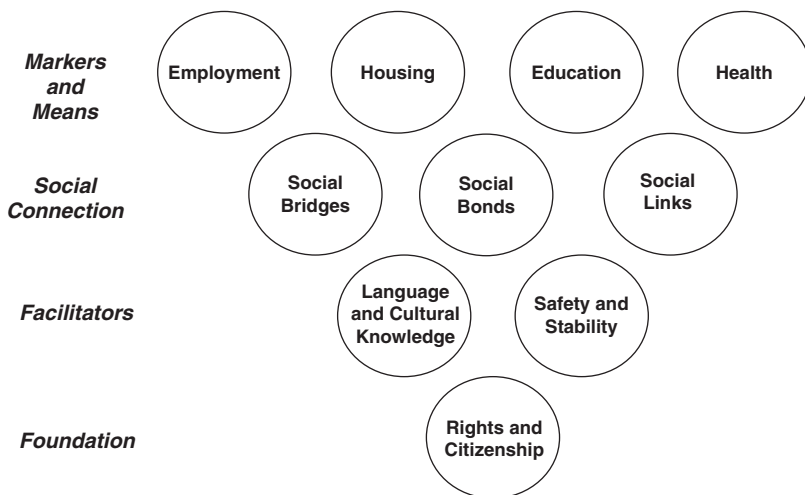 Markers
and
Means
Employment
Housing
Education
Health
Social
Connection
Social
Bridges
Social
Bonds
Social
Links
Facilitators
Language
and Cultural
Knowledge
Safety and
Stability
Foundation
Rights and
Citizenship